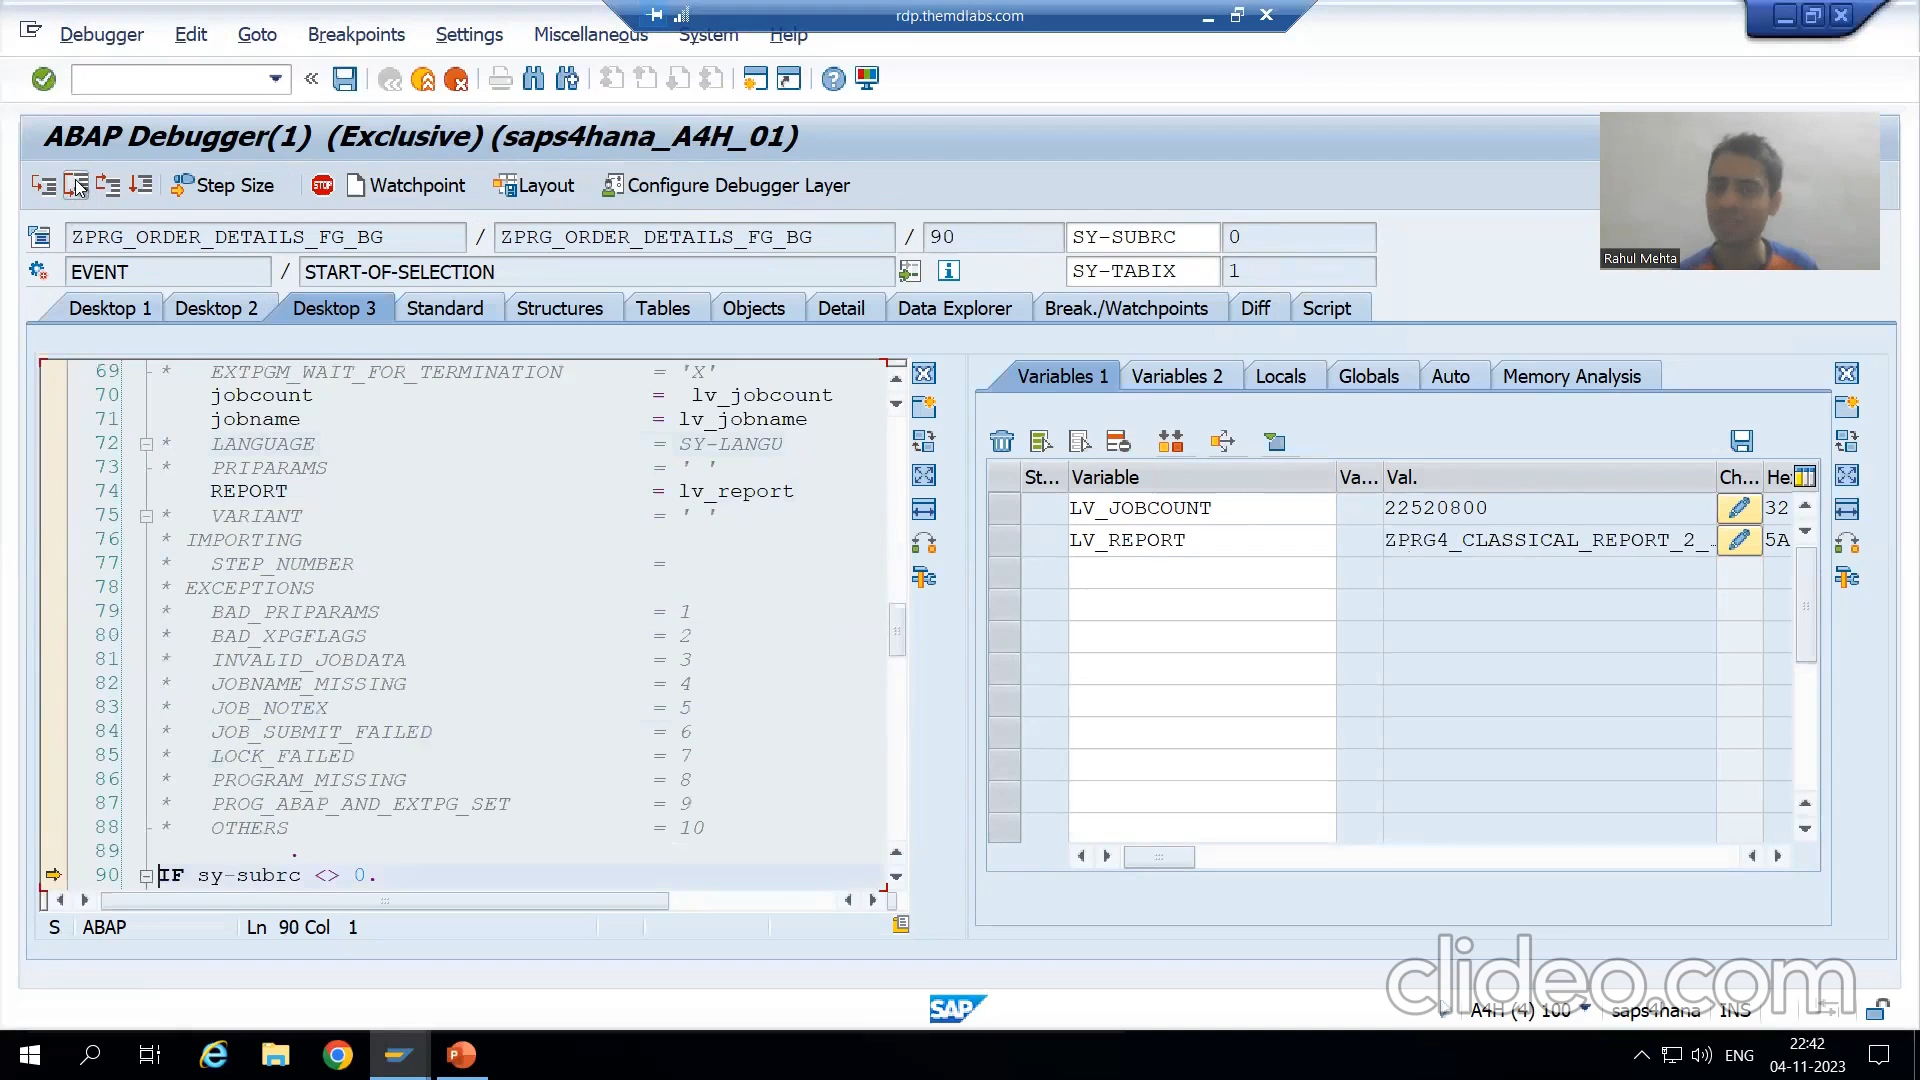 rdp.themdlabs.com
Debugger Edit Goto Breakpoints Settings Miscellaneous System Help
ABAP Debugger(1) (Exclusive) (saps4hana_A4H_01)
Step Size STOP Watchpoint Layout Configure Debugger Layer
ZPRG_ORDER_DETAILS_FG_BG / ZPRG_ORDER_DETAILS_FG_BG / 90 SY-SUBRC 0
EVENT / START-OF-SELECTION SY-TABIX 1
Rahul Mehta
Desktop 1 Desktop 2 Desktop 3 Standard Structures Tables Objects Detail Data Explorer Break./Watchpoints Diff Script
69 * EXTPGM_WAIT_FOR_TERMINATION = 'X'
70 jobcount = lv_jobcount
71 jobname = lv_jobname
72 * LANGUAGE = SY-LANGU
73 * PRIPARAMS = ' '
74 REPORT = lv_report
75 * VARIANT = ' '
76 * IMPORTING
77 * STEP_NUMBER =
78 * EXCEPTIONS
79 * BAD_PRIPARAMS = 1
80 * BAD_XPGFLAGS = 2
81 * INVALID_JOBDATA = 3
82 * JOBNAME_MISSING = 4
83 * JOB_NOTEX = 5
84 * JOB_SUBMIT_FAILED = 6
85 * LOCK_FAILED = 7
86 * PROGRAM_MISSING = 8
87 * PROG_ABAP_AND_EXTPG_SET = 9
88 * OTHERS = 10
89 .
90 IF sy-subrc <> 0.
S ABAP Ln 90 Col 1
Variables 1 Variables 2 Locals Globals Auto Memory Analysis
St... Variable Va... Val. Ch... He
LV_JOBCOUNT 22520800 32
LV_REPORT ZPRG4_CLASSICAL_REPORT_2_... 5A
clideo.com
SAP
A4H (4) 100 saps4hana INS
ENG
22:42
04-11-2023